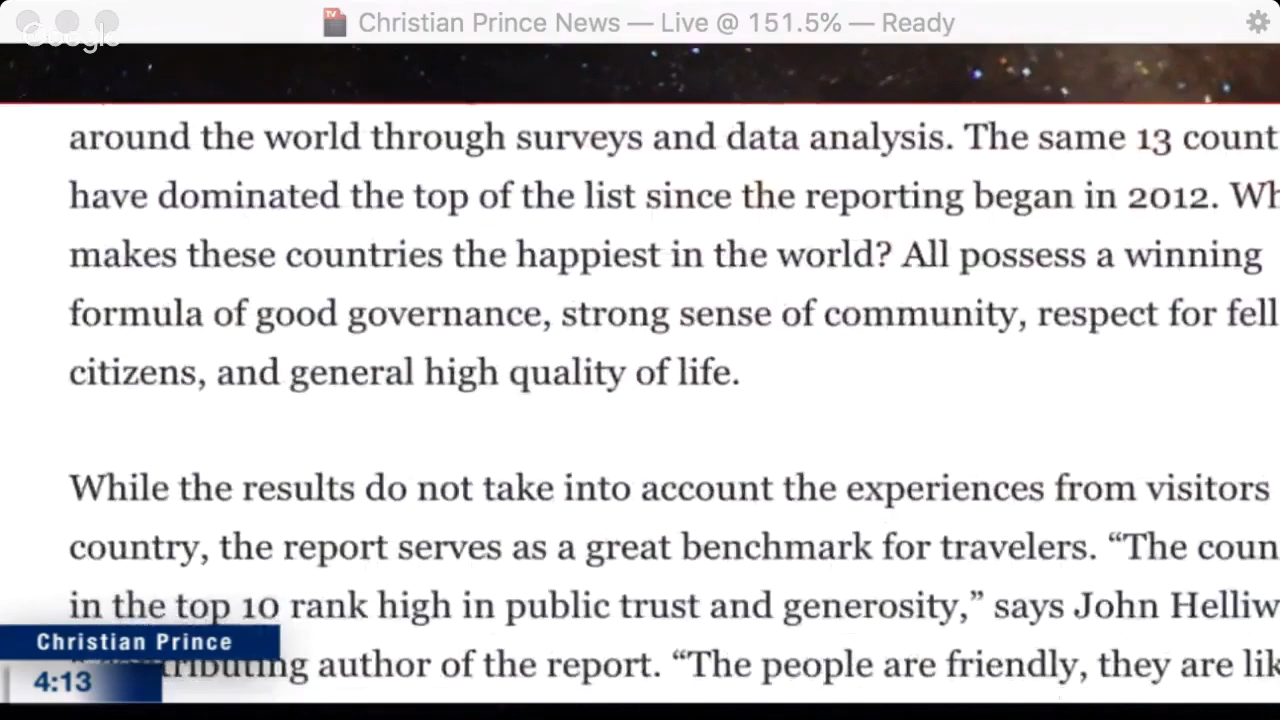 Christian Prince News — Live @ 151.5% — Ready
Google
around the world through surveys and data analysis. The same 13 count
have dominated the top of the list since the reporting began in 2012. Wh
makes these countries the happiest in the world? All possess a winning
formula of good governance, strong sense of community, respect for fell
citizens, and general high quality of life.
While the results do not take into account the experiences from visitors
country, the report serves as a great benchmark for travelers. “The coun
in the top 10 rank high in public trust and generosity,” says John Helliw
author of the report. “The people are friendly, they are lik
Christian Prince
4:13